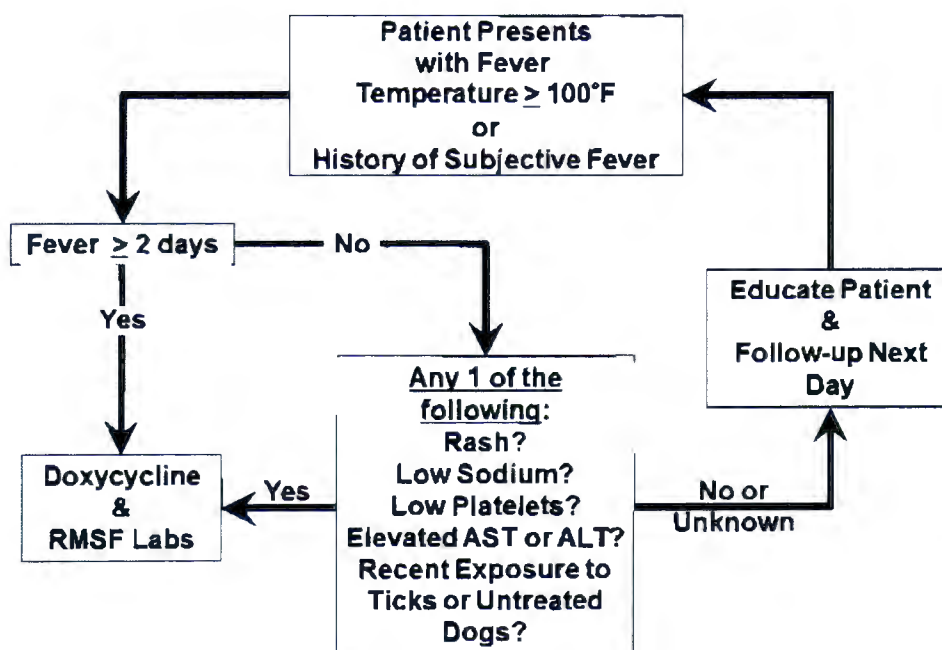 Patient Presents
with Fever
Temperature ≥ 100°F
or
History of Subjective Fever
Fever ≥ 2 days
No
Yes
Educate Patient
&
Follow-up Next
Day
Any 1 of the
following:
Rash?
Low Sodium?
Low Platelets?
Elevated AST or ALT?
Recent Exposure to
Ticks or Untreated
Dogs?
Yes
No or
Unknown
Doxycycline
&
RMSF Labs